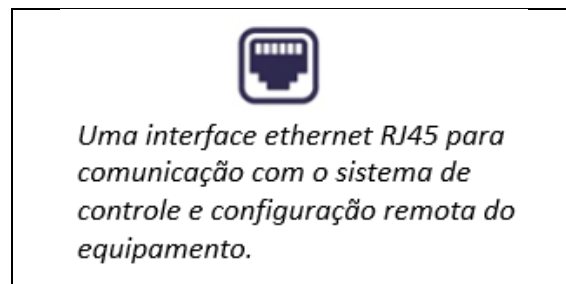 Uma interface ethernet RJ45 para
comunicação com o sistema de
controle e configuração remota do
equipamento.